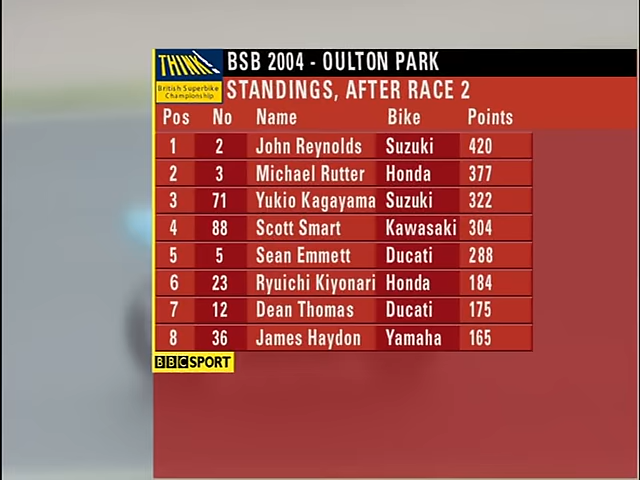 THINK!
BSB 2004 - OULTON PARK
British Superbike
Championship
STANDINGS, AFTER RACE 2
Pos No Name Bike Points
1 2 John Reynolds Suzuki 420
2 3 Michael Rutter Honda 377
3 71 Yukio Kagayama Suzuki 322
4 88 Scott Smart Kawasaki 304
5 5 Sean Emmett Ducati 288
6 23 Ryuichi Kiyonari Honda 184
7 12 Dean Thomas Ducati 175
8 36 James Haydon Yamaha 165
BBC SPORT